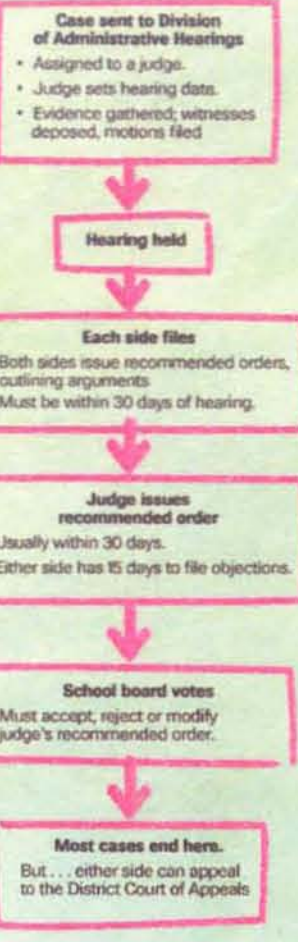 Case sent to Division
of Administrative Hearings
• Assigned to a judge.
• Judge sets hearing date.
• Evidence gathered; witnesses
deposed, motions filed
Hearing held
Each side files
Both sides issue recommended orders,
outlining arguments
Must be within 30 days of hearing.
Judge issues
recommended order
Usually within 30 days.
Either side has 15 days to file objections.
School board votes
Must accept, reject or modify
judge's recommended order.
Most cases end here.
But . . . either side can appeal
to the District Court of Appeals